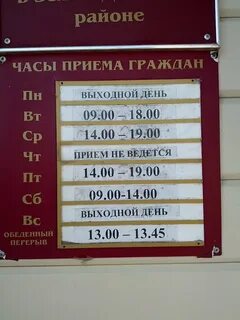 районе
ЧАСЫ ПРИЕМА ГРАЖДАН
Пн ВЫХОДНОЙ ДЕНЬ
Вт 09.00 – 18.00
Ср 14.00 – 19.00
Чт ПРИЕМ НЕ ВЕДЕТСЯ
Пт 14.00 – 19.00
Сб 09.00-14.00
Вс ВЫХОДНОЙ ДЕНЬ
ОБЕДЕННЫЙ
ПЕРЕРЫВ 13.00 – 13.45